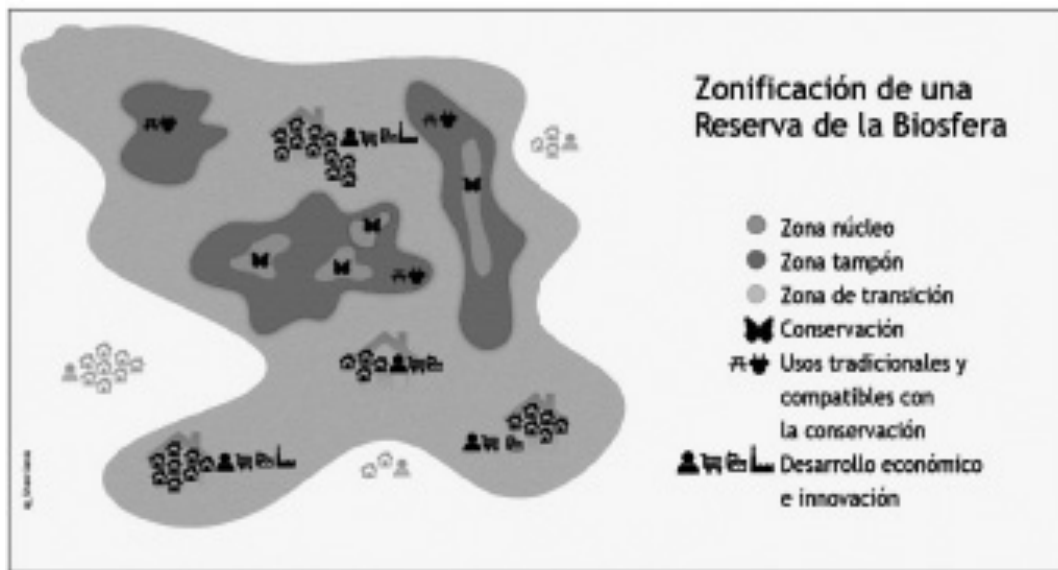 Zonificación de una
Reserva de la Biosfera
Zona núcleo
Zona tampón
Zona de transición
Conservación
Usos tradicionales y
compatibles con
la conservación
Desarrollo económico
e innovación